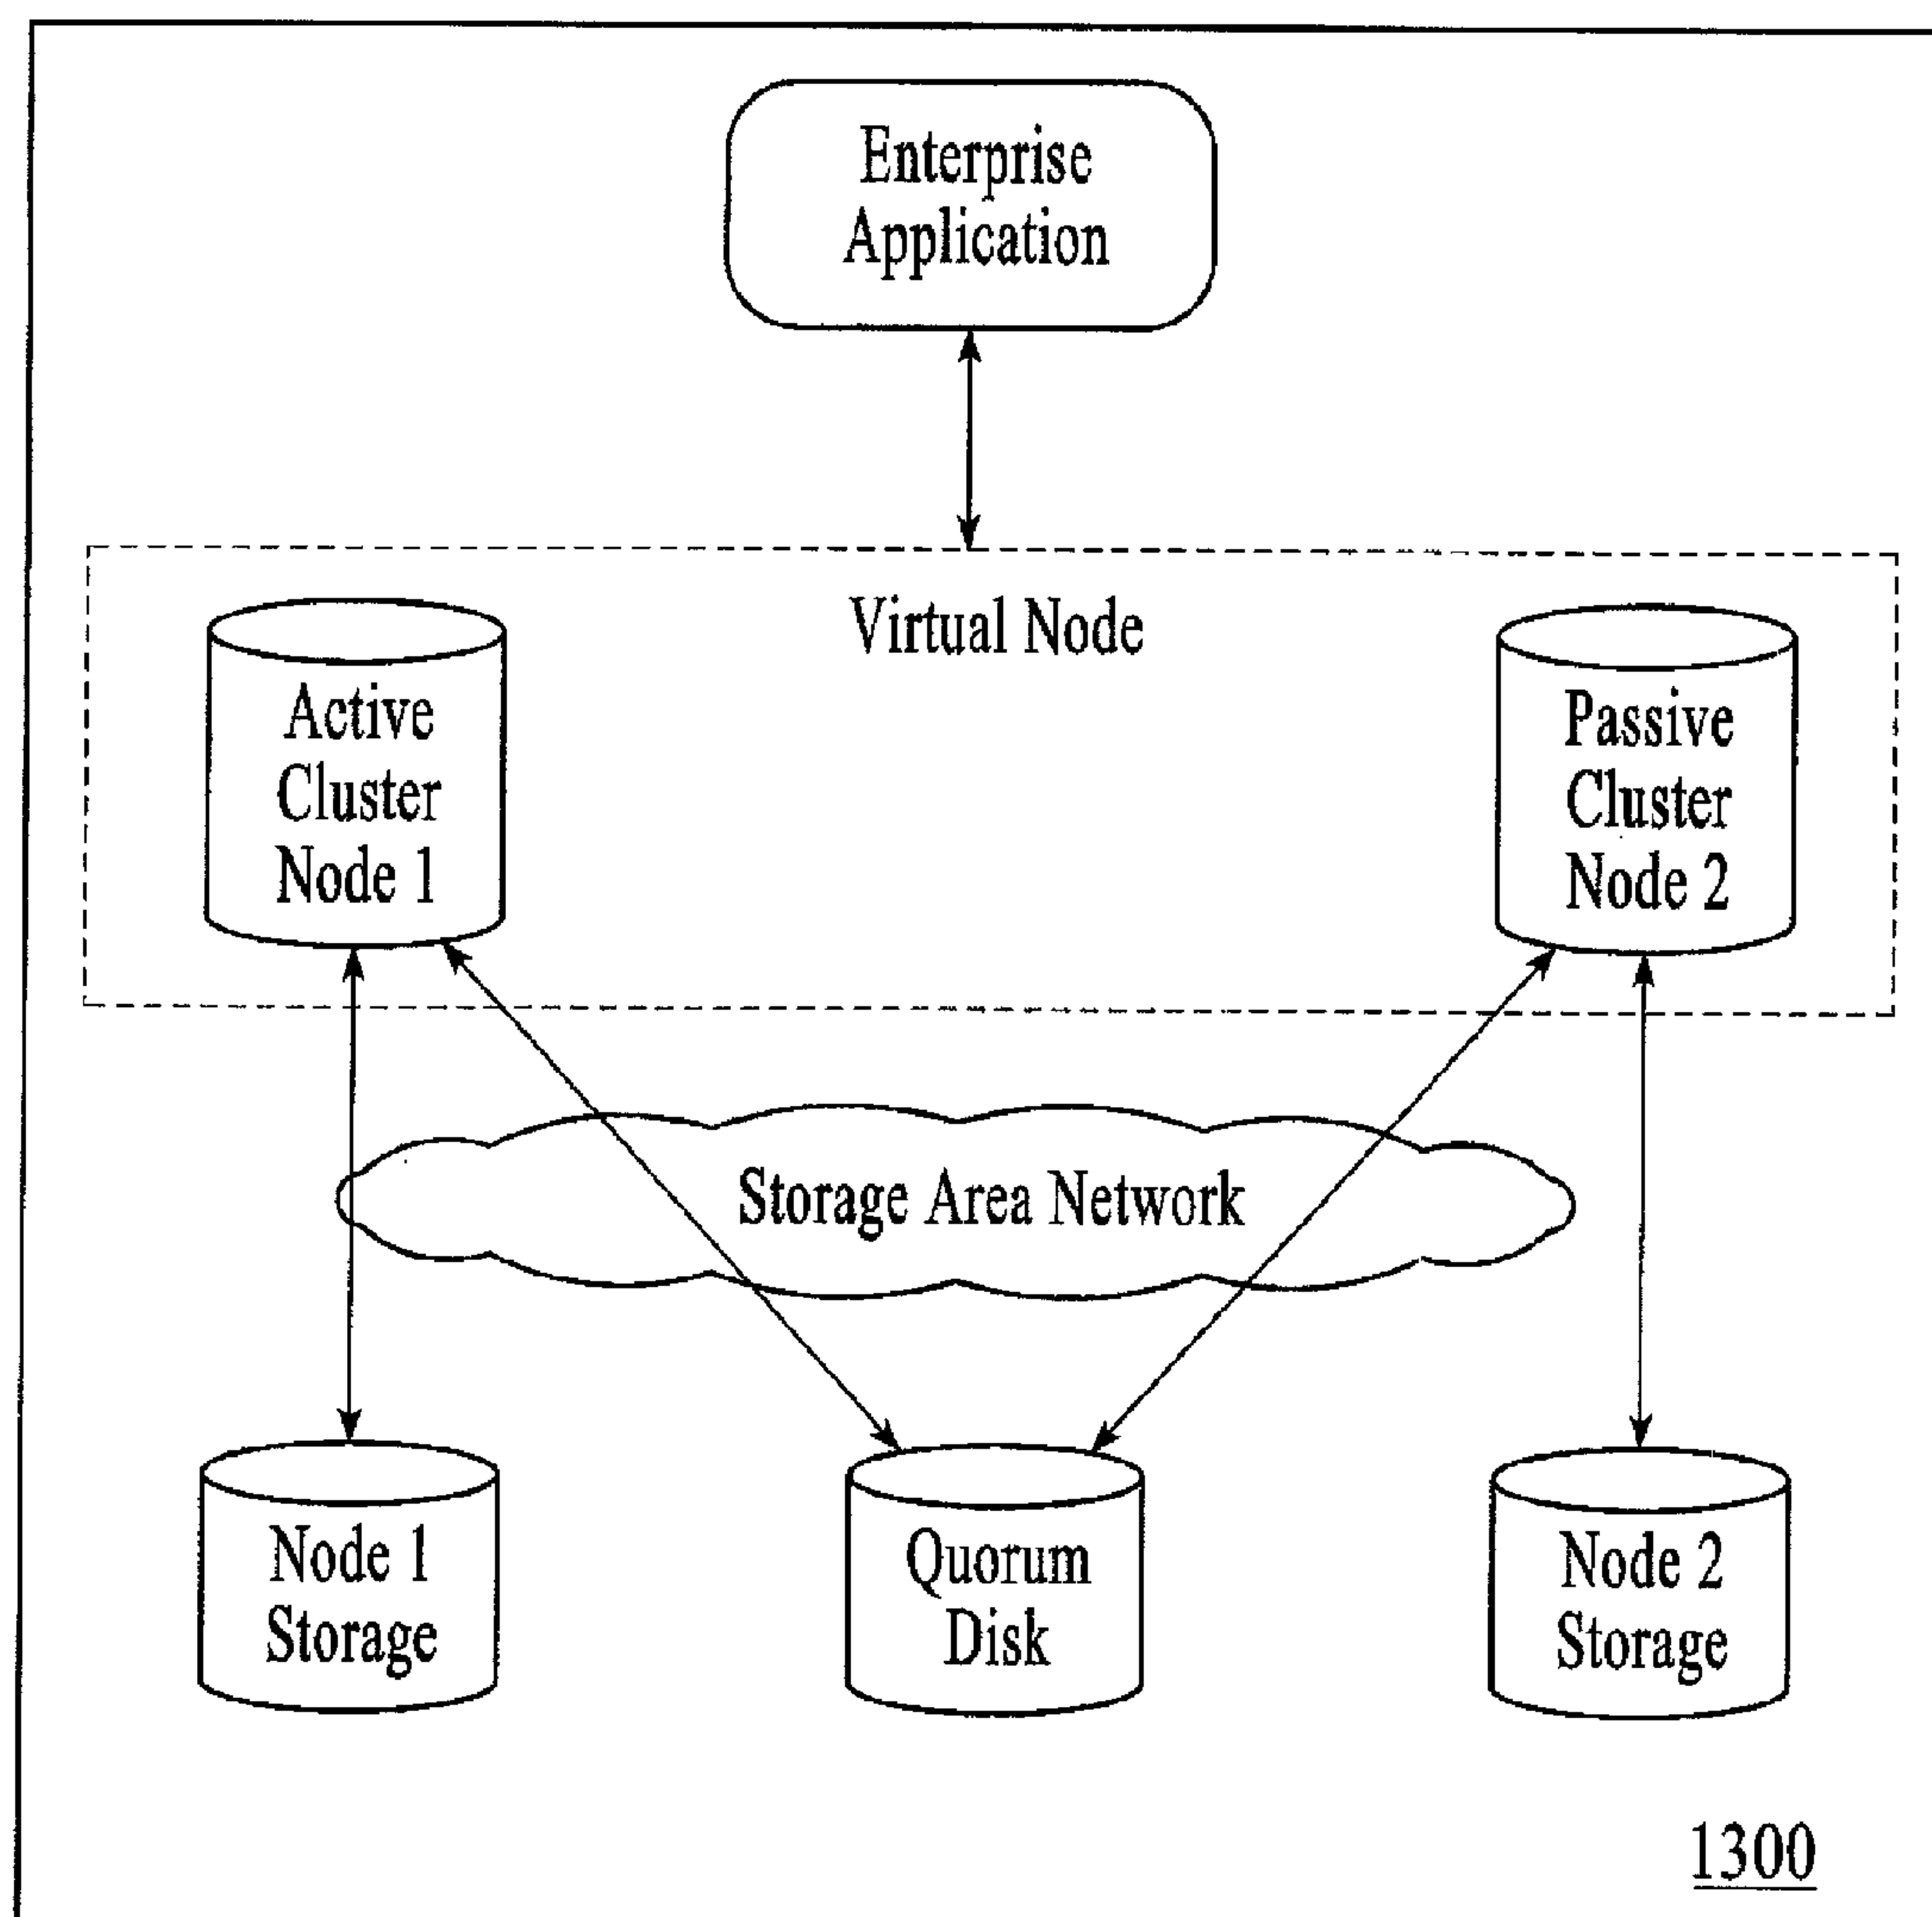 Enterprise
Application
Virtual Node
Active
Cluster
Node 1
Passive
Cluster
Node 2
Storage Area Network
Node 1
Storage
Quorum
Disk
Node 2
Storage
1300